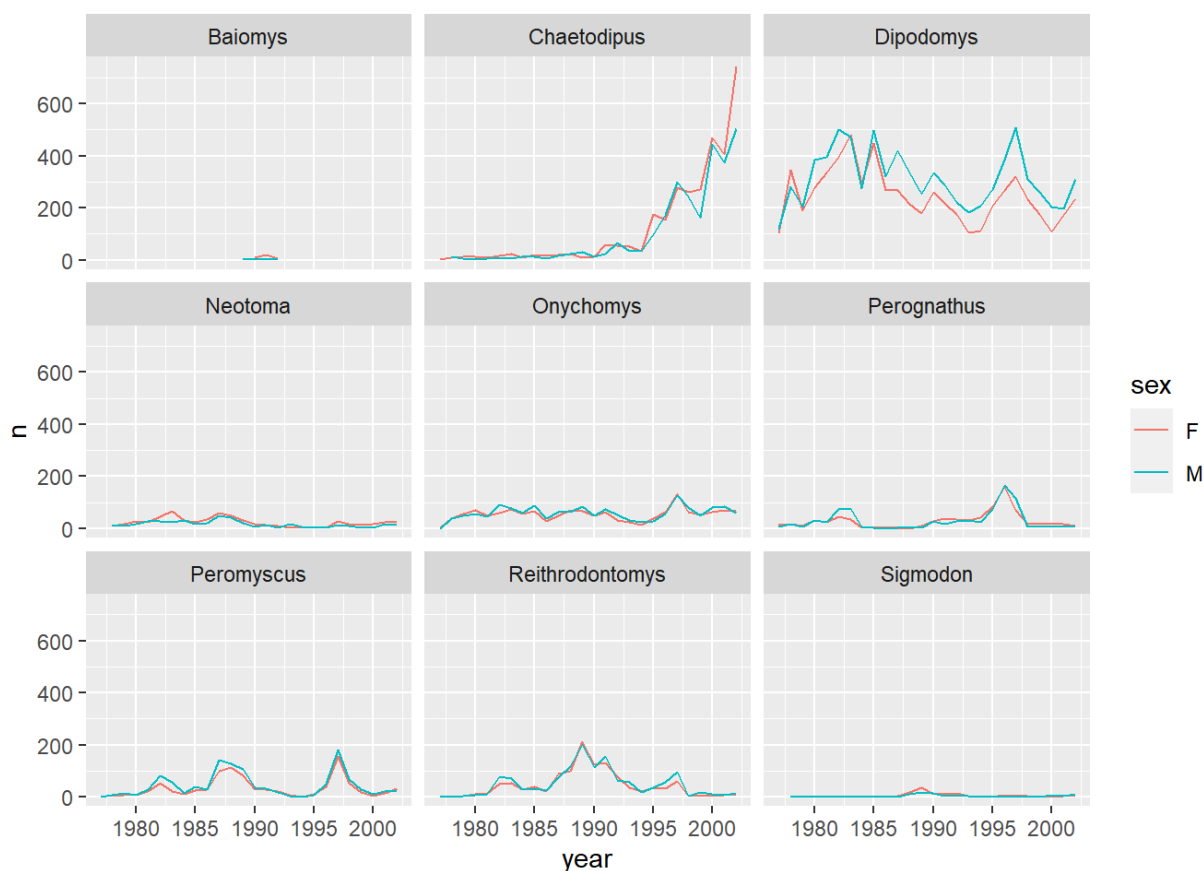 Baiomys Chaetodipus Dipodomys
600
400
200
0
Neotoma Onychomys Perognathus
600
400
200
0
Peromyscus Reithrodontomys Sigmodon
600
400
200
0
1980 1985 1990 1995 2000 1980 1985 1990 1995 2000 1980 1985 1990 1995 2000
year
n
sex
F
M